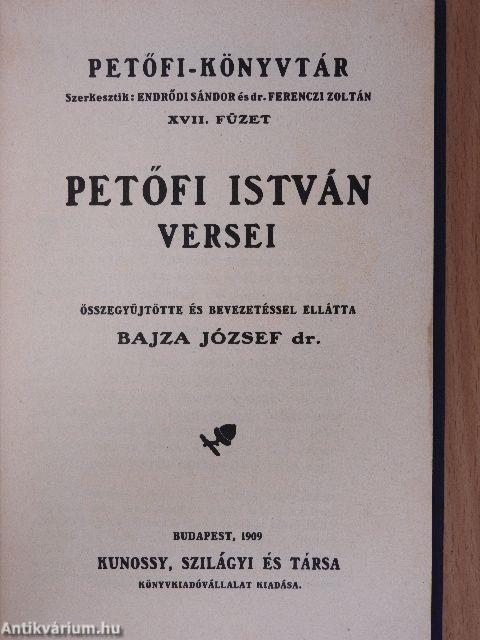 PETŐFI-KÖNYVTÁR
Szerkesztik: ENDRŐDI SÁNDOR és dr. FERENCZI ZOLTÁN
XVII. FÜZET
PETŐFI ISTVÁN
VERSEI
ÖSSZEGYÜJTÖTTE ÉS BEVEZETÉSSEL ELLÁTTA
BAJZA JÓZSEF dr.
BUDAPEST, 1909
KUNOSSY, SZILÁGYI ÉS TÁRSA
KÖNYVKIADÓVÁLLALAT KIADÁSA.
Antikvárium.hu